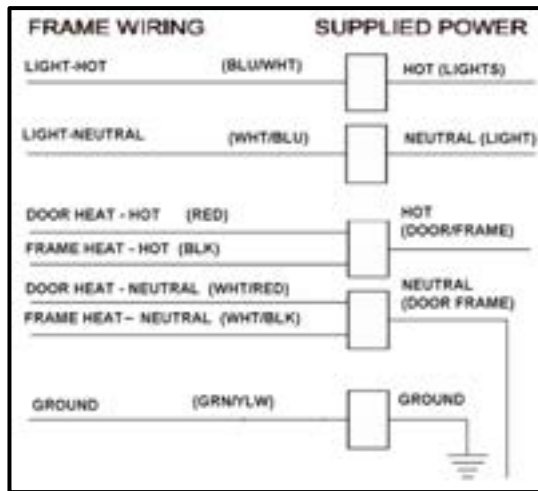 FRAME WIRING SUPPLIED POWER
LIGHT-HOT (BLU/WHT) HOT (LIGHTS)
LIGHT-NEUTRAL (WHT/BLU) NEUTRAL (LIGHT)
DOOR HEAT - HOT (RED) HOT
(DOOR/FRAME)
FRAME HEAT - HOT (BLK)
DOOR HEAT - NEUTRAL (WHT/RED) NEUTRAL
(DOOR FRAME)
FRAME HEAT– NEUTRAL (WHT/BLK)
GROUND (GRN/YLW) GROUND